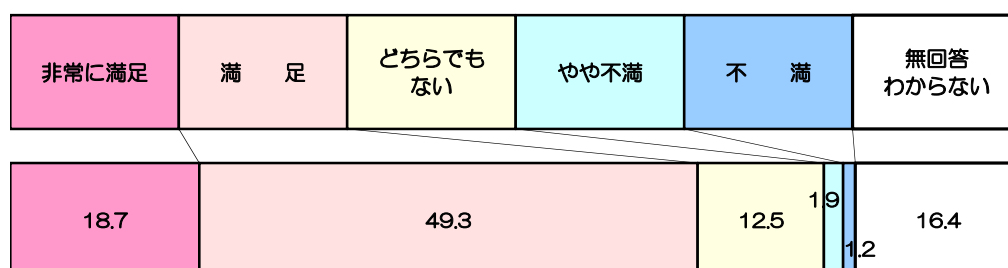 非常に満足
満　　足
どちらでも
ない
やや不満
不　　満
無回答
わからない
18.7
49.3
12.5
1.9
1.2
16.4